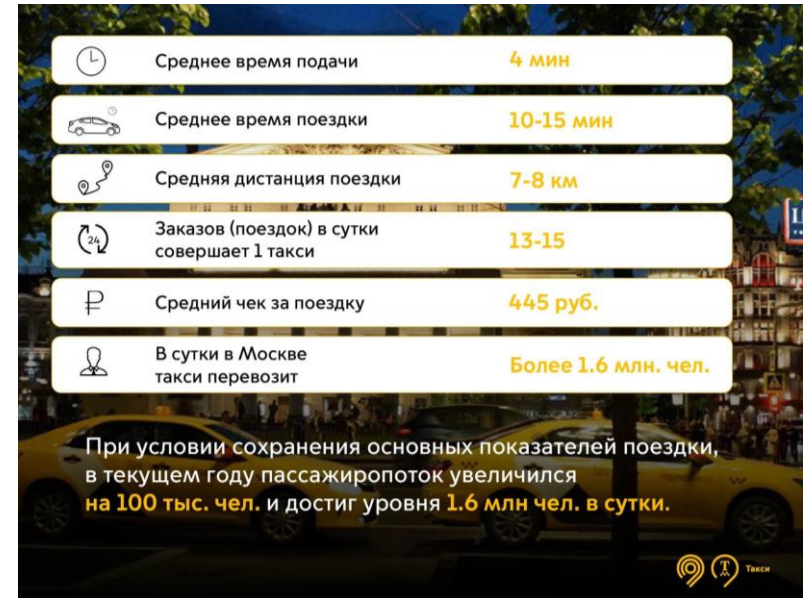 Среднее время подачи
4 мин
Среднее время поездки
10-15 мин
Средняя дистанция поездки
7-8 км
24
Заказов (поездок) в сутки
совершает 1 такси
13-15
Средний чек за поездку
445 руб.
В сутки в Москве
такси перевозит
Более 1.6 млн. чел.
При условии сохранения основных показателей поездки,
в текущем году пассажиропоток увеличился
на 100 тыс. чел. и достиг уровня 1.6 млн чел. в сутки.
Такси